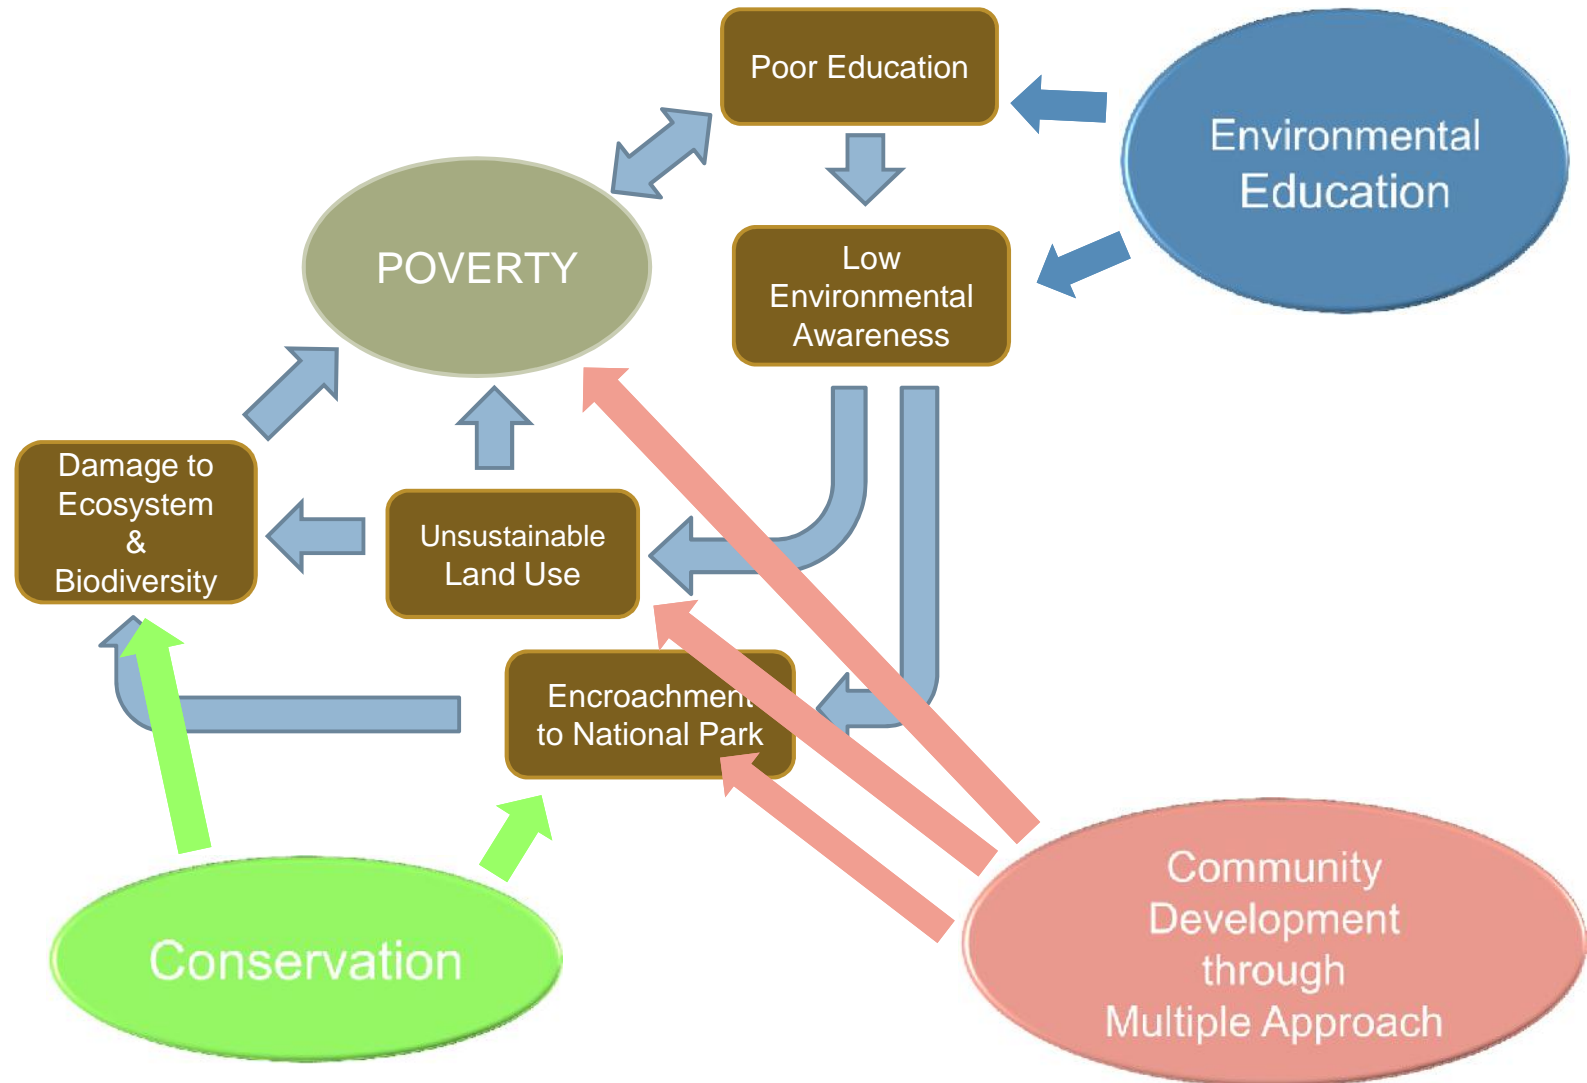 Poor Education
Environmental
Education
POVERTY
Low
Environmental
Awareness
Damage to
Ecosystem
&
Biodiversity
Unsustainable
Land Use
Encroachment
to National Park
Conservation
Community
Development
through
Multiple Approach